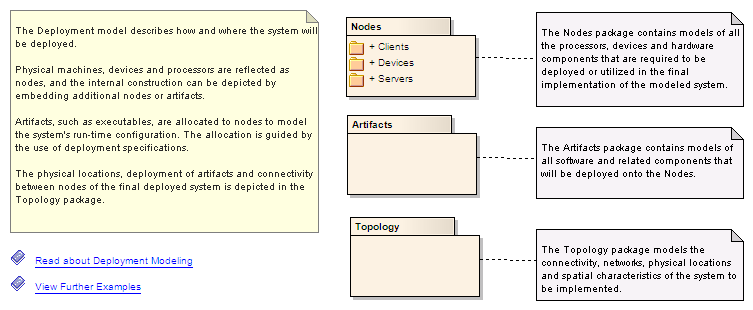 The Deployment model describes how and where the system will
be deployed.
Physical machines, devices and processors are reflected as
nodes, and the internal construction can be depicted by
embedding additional nodes or artifacts.
Artifacts, such as executables, are allocated to nodes to model
the system's run-time configuration. The allocation is guided by
the use of deployment specifications.
The physical locations, deployment of artifacts and connectivity
between nodes of the final deployed system is depicted in the
Topology package.
Read about Deployment Modeling
View Further Examples
Nodes
+ Clients
+ Devices
+ Servers
The Nodes package contains models of all
the processors, devices and hardware
components that are required to be
deployed or utilized in the final
implementation of the modeled system.
Artifacts
The Artifacts package contains models of
all software and related components that
will be deployed onto the Nodes.
Topology
The Topology package models the
connectivity, networks, physical locations
and spatial characteristics of the system to
be implemented.